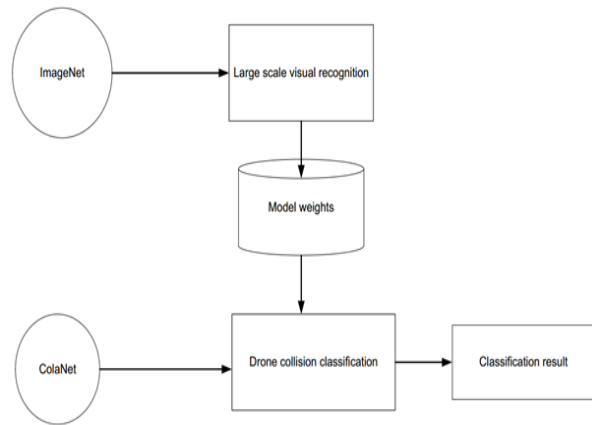 ImageNet
Large scale visual recognition
Model weights
ColaNet
Drone collision classification
Classification result